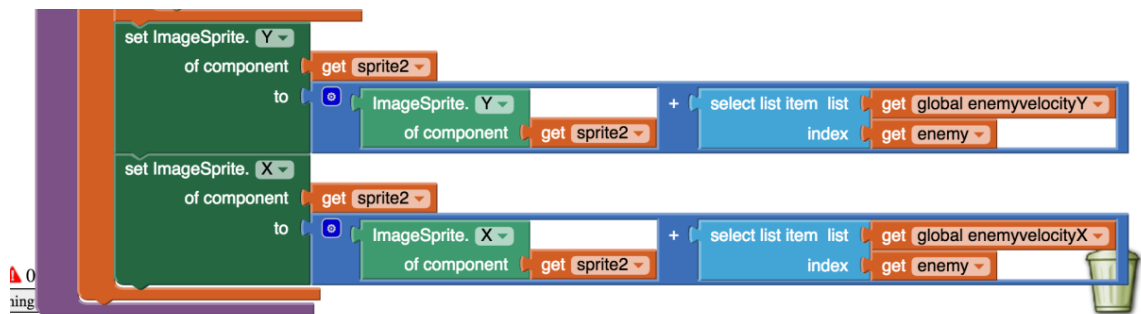 set ImageSprite. Y
of component get sprite2
to ImageSprite. Y + select list item list get global enemyvelocityY
of component get sprite2 index get enemy
set ImageSprite. X
of component get sprite2
to ImageSprite. X + select list item list get global enemyvelocityX
of component get sprite2 index get enemy
0
ning